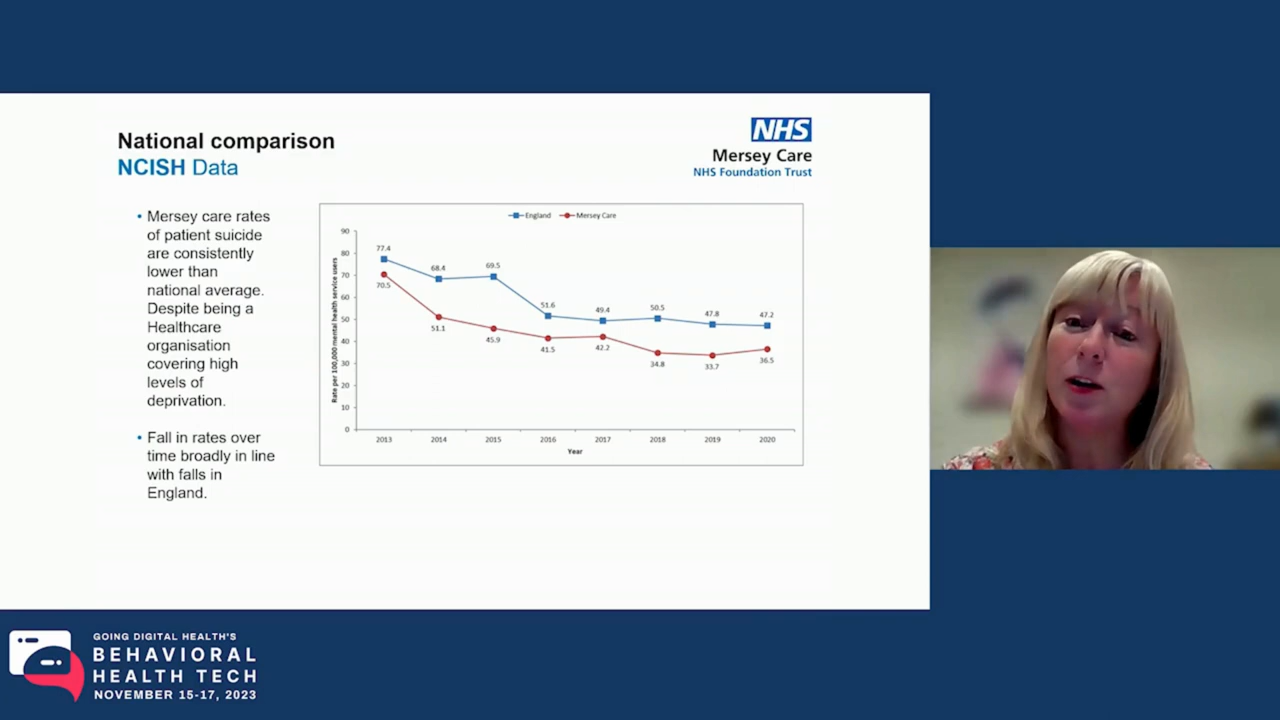 National comparison
NCISH Data
NHS
Mersey Care
NHS Foundation Trust
• Mersey care rates
of patient suicide
are consistently
lower than
national average.
Despite being a
Healthcare
organisation
covering high
levels of
deprivation.
• Fall in rates over
time broadly in line
with falls in
England.
England Mersey Care
Rate per 100,000 mental health service users
90
80
70
60
50
40
30
20
10
0
77.4 68.4 69.5 51.6 49.4 50.5 47.8 47.2
70.5 51.1 45.9 41.5 42.2 34.8 33.7 36.5
2013 2014 2015 2016 2017 2018 2019 2020
Year
GOING DIGITAL HEALTH'S
BEHAVIORAL
HEALTH TECH
NOVEMBER 15-17, 2023